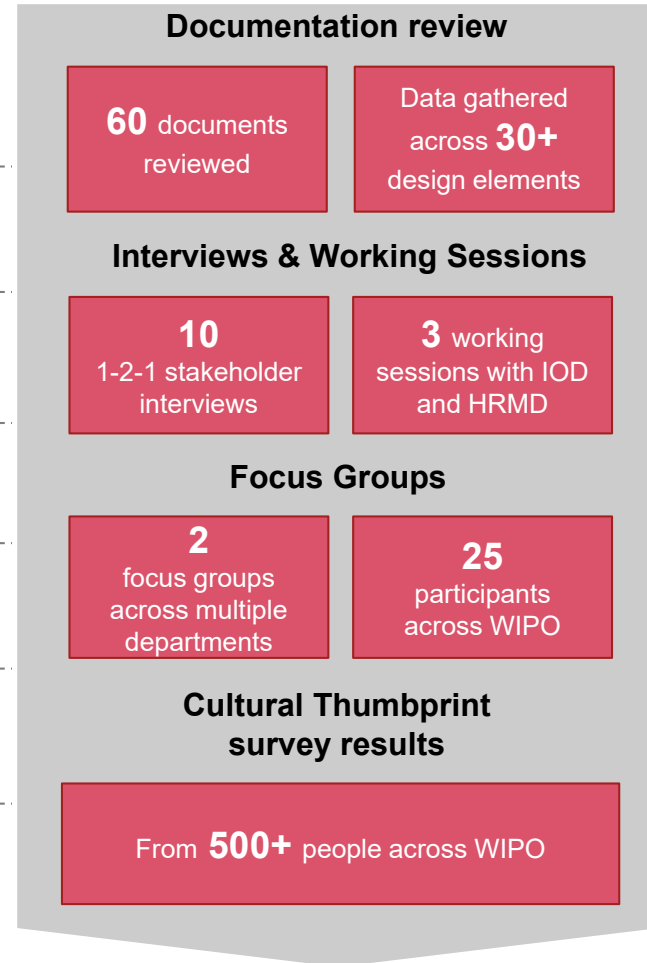 Documentation review
60 documents
reviewed
Data gathered
across 30+
design elements
Interviews & Working Sessions
10
1-2-1 stakeholder
interviews
3 working
sessions with IOD
and HRMD
Focus Groups
2
focus groups
across multiple
departments
25
participants
across WIPO
Cultural Thumbprint
survey results
From 500+ people across WIPO